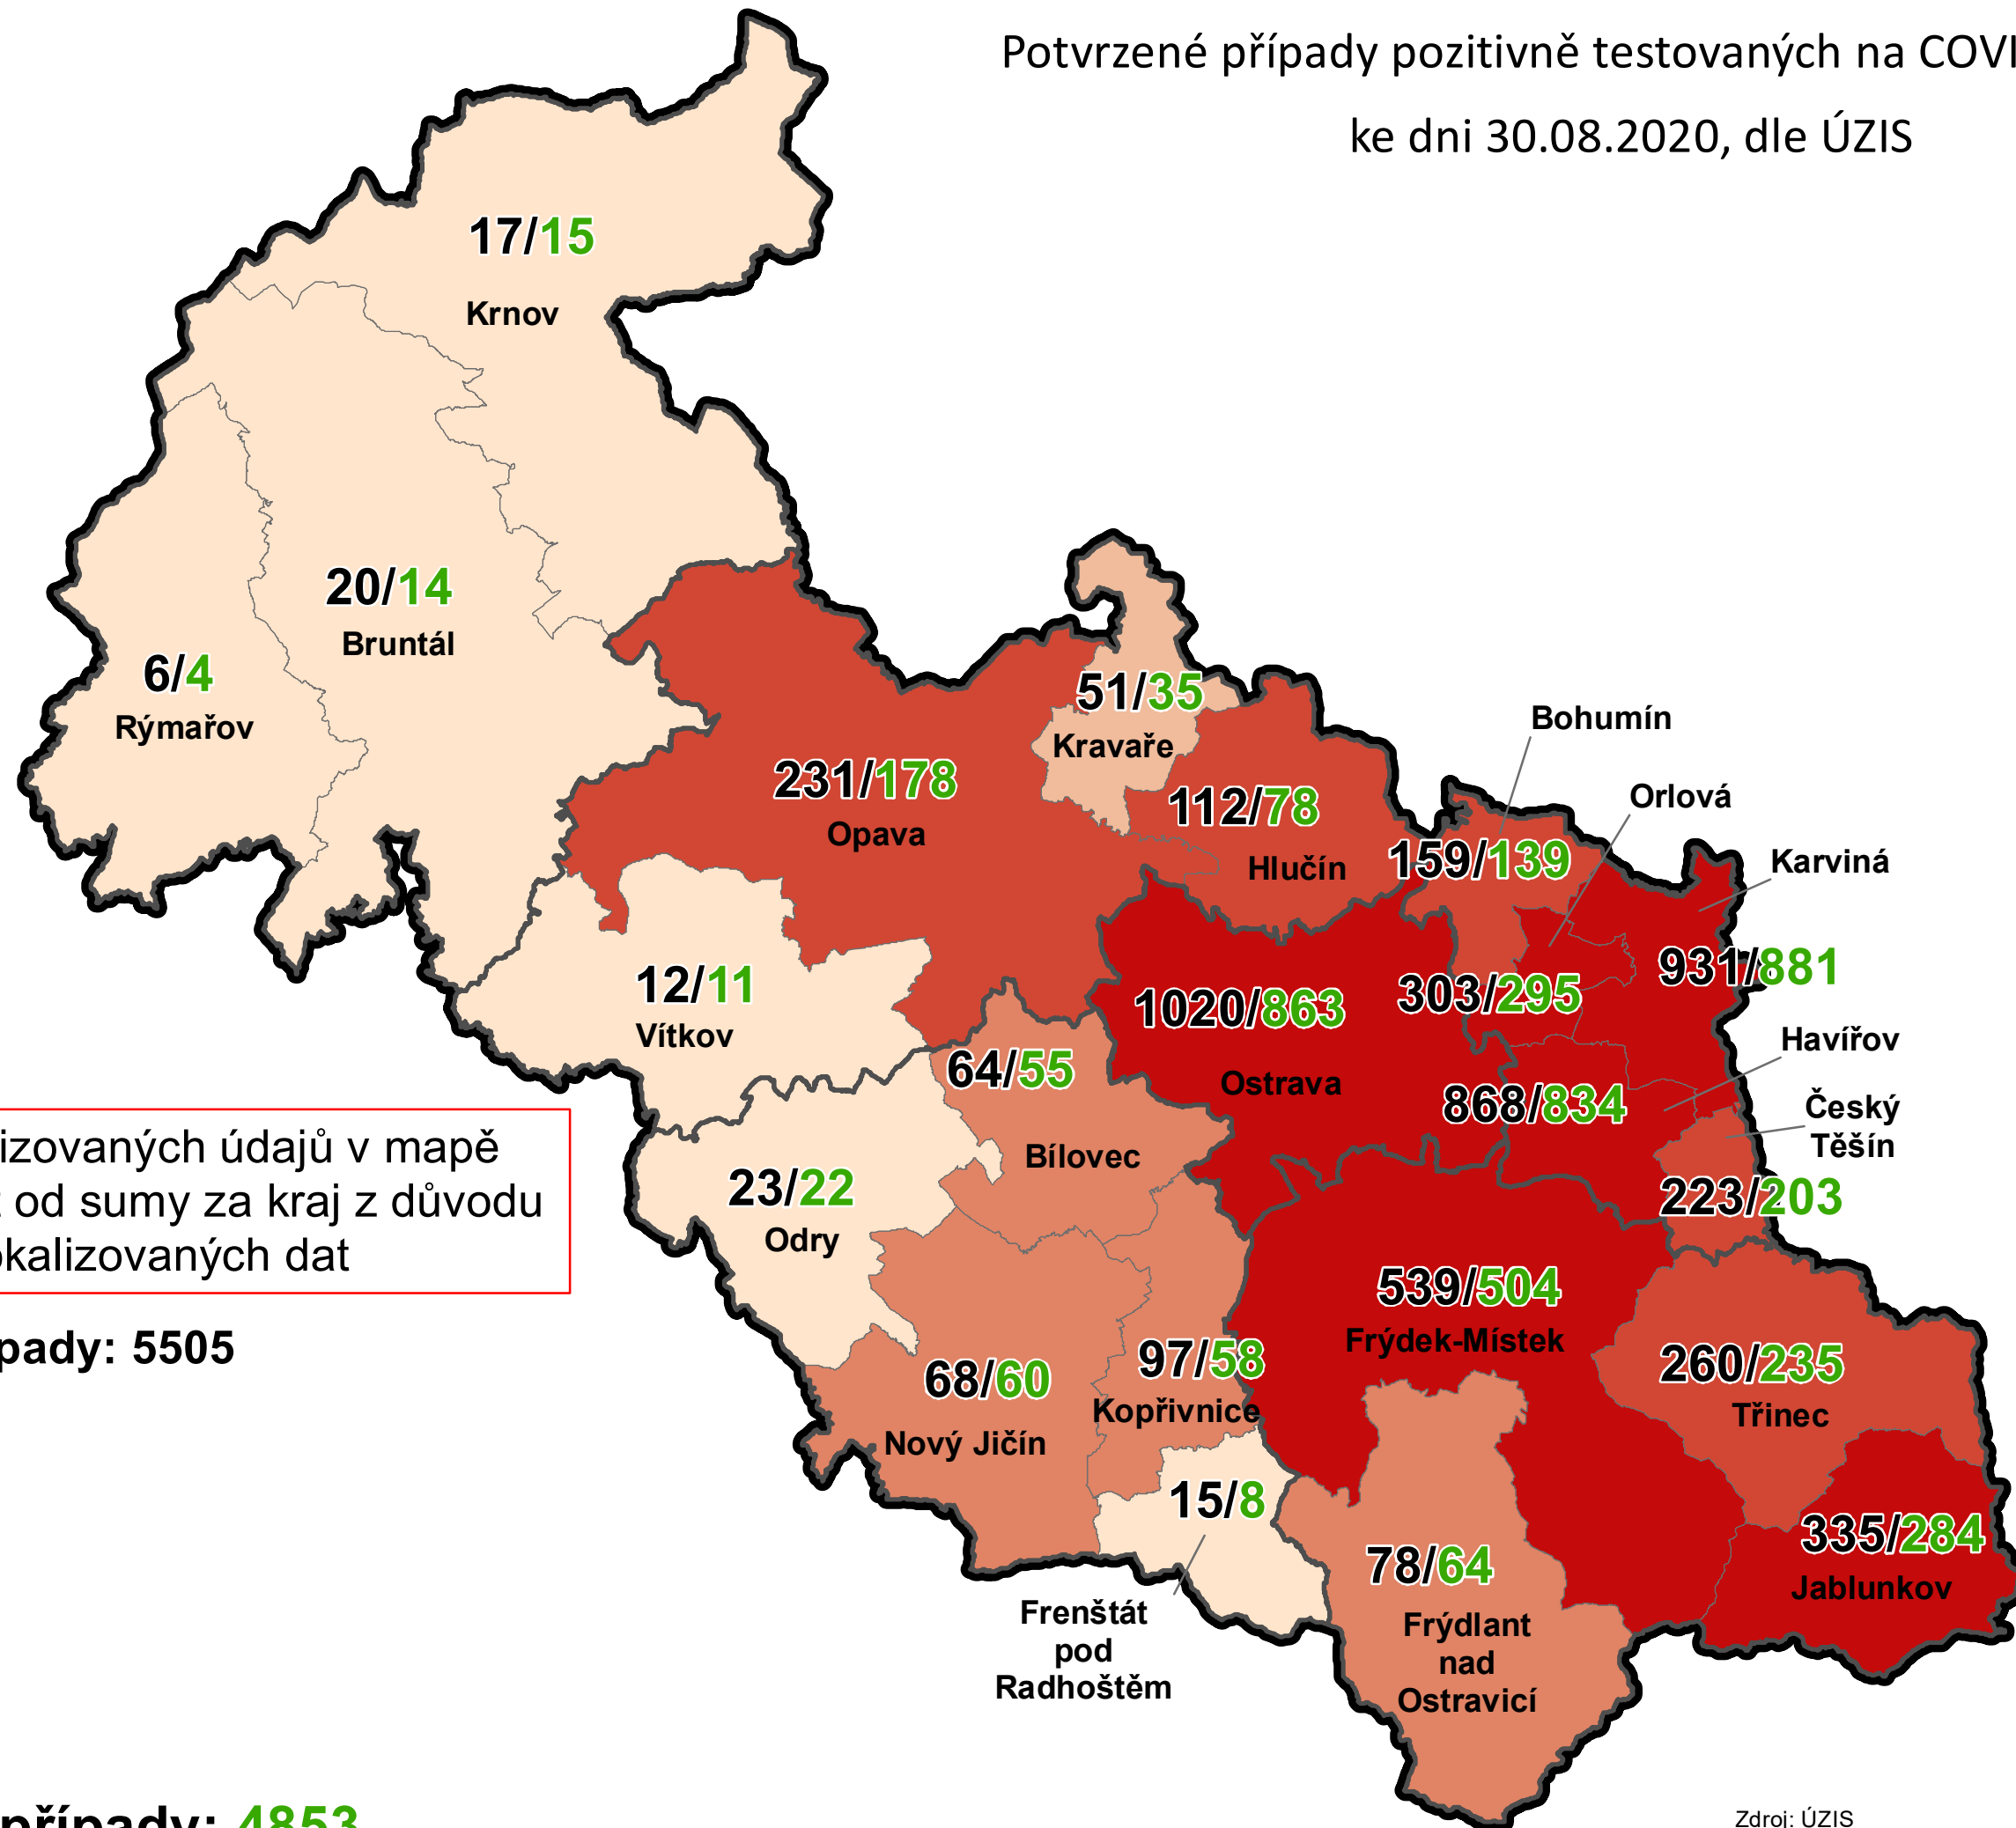 Potvrzené případy pozitivně testovaných na COVI
ke dni 30.08.2020, dle ÚZIS
17/15
Krnov
20/14
Bruntál
6/4
Rýmařov
51/35
Kravaře
Bohumín
231/178
Opava
112/78
Hlučín
Orlová
159/139
Karviná
931/881
12/11
Vítkov
1020/863
Ostrava
303/295
Havířov
64/55
Bílovec
868/834
Český
Těšín
223/203
izovaných údajů v mapě
od sumy za kraj z důvodu
okalizovaných dat
23/22
Odry
539/504
Frýdek-Místek
pady: 5505
68/60
Nový Jičín
97/58
Kopřivnice
260/235
Třinec
15/8
Frenštát
pod
Radhoštěm
78/64
Frýdlant
nad
Ostravicí
335/284
Jablunkov
případy: 4853
Zdroj: ÚZIS